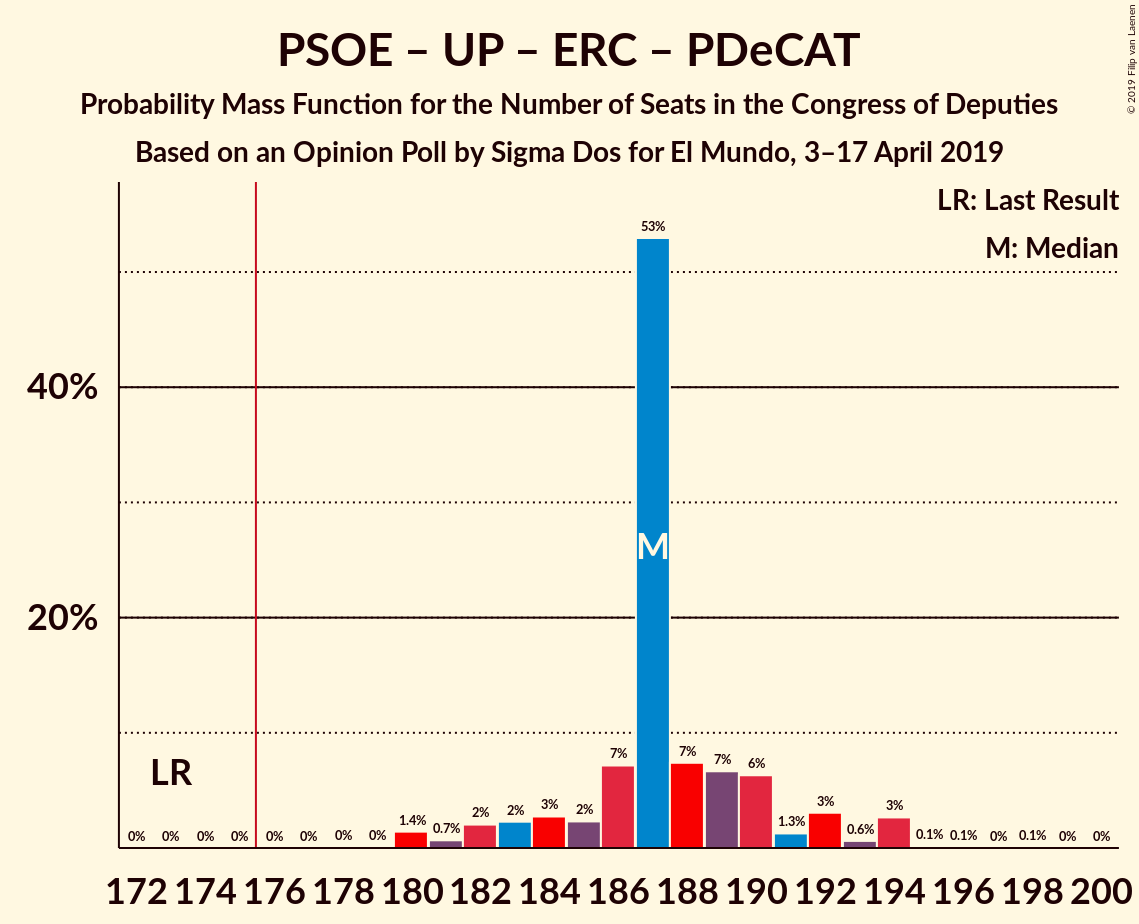 PSOE – UP – ERC – PDeCAT
Probability Mass Function for the Number of Seats in the Congress of Deputies
Based on an Opinion Poll by Sigma Dos for El Mundo, 3–17 April 2019
© 2019 Filip van Laenen
LR: Last Result
M: Median
53%
40%
M
20%
LR
0% 0% 0% 0% 0% 0% 0% 0% 1.4% 0.7% 2% 2% 3% 2% 7% 7% 7% 6% 1.3% 3% 0.6% 3% 0.1% 0.1% 0% 0.1% 0% 0%
172 174 176 178 180 182 184 186 188 190 192 194 196 198 200